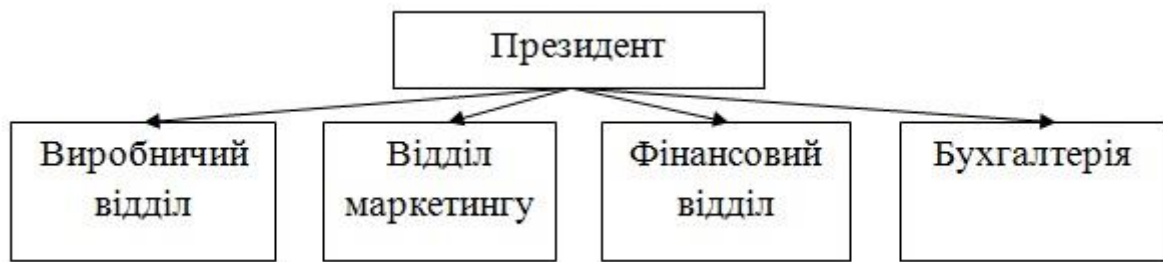 Президент
Виробничий
відділ
Відділ
маркетингу
Фінансовий
відділ
Бухгалтерія